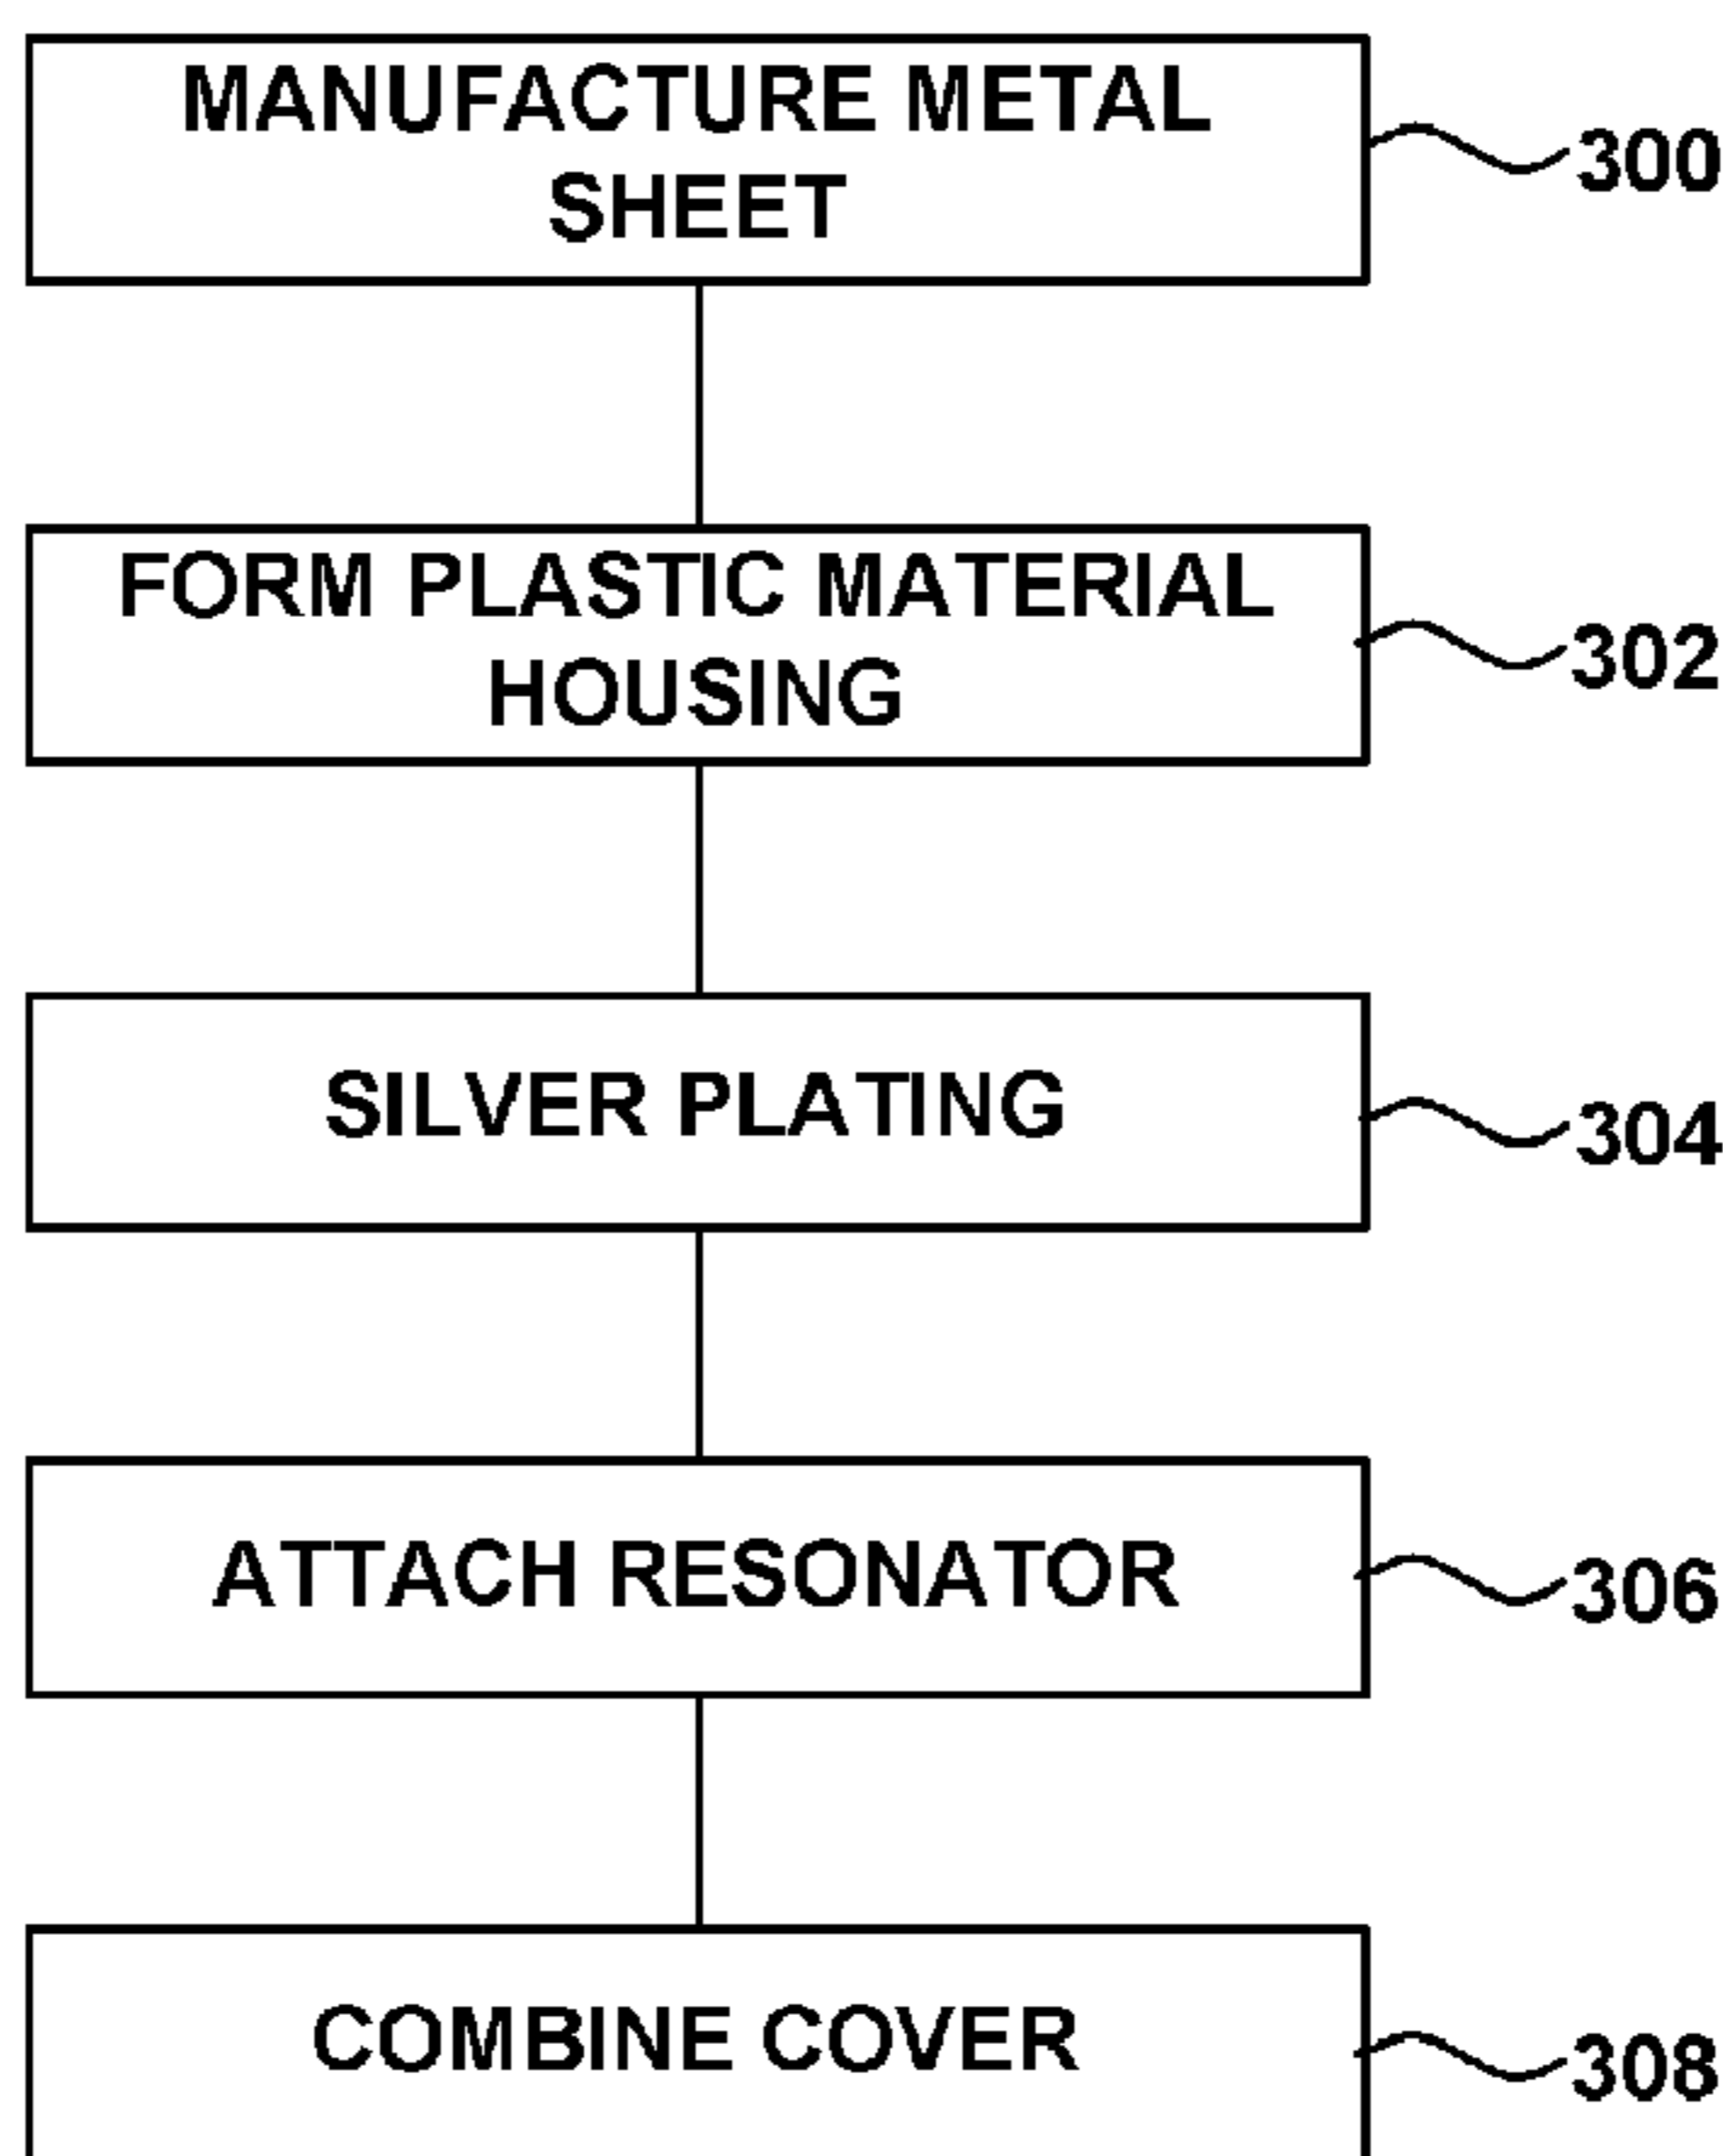 MANUFACTURE METAL
SHEET
300
FORM PLASTIC MATERIAL
HOUSING
302
SILVER PLATING
304
ATTACH RESONATOR
306
COMBINE COVER
308